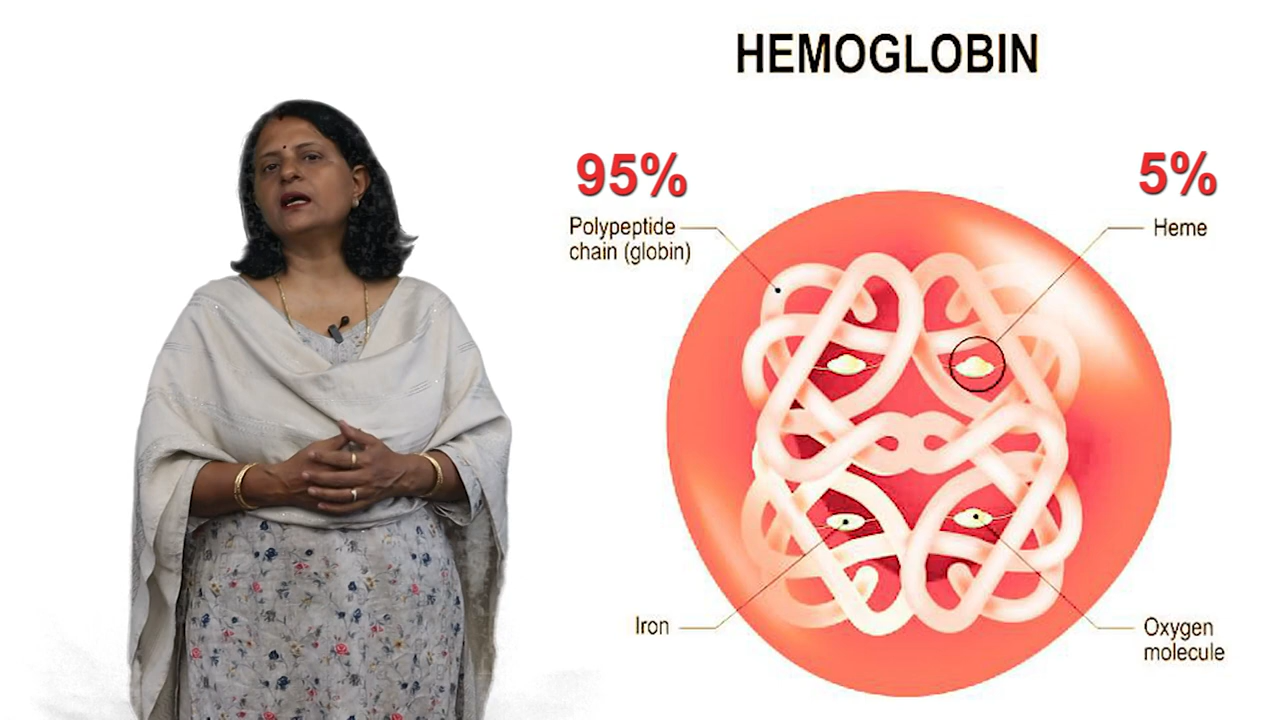 HEMOGLOBIN
95%
5%
Polypeptide
chain (globin)
Heme
Iron
Oxygen
molecule